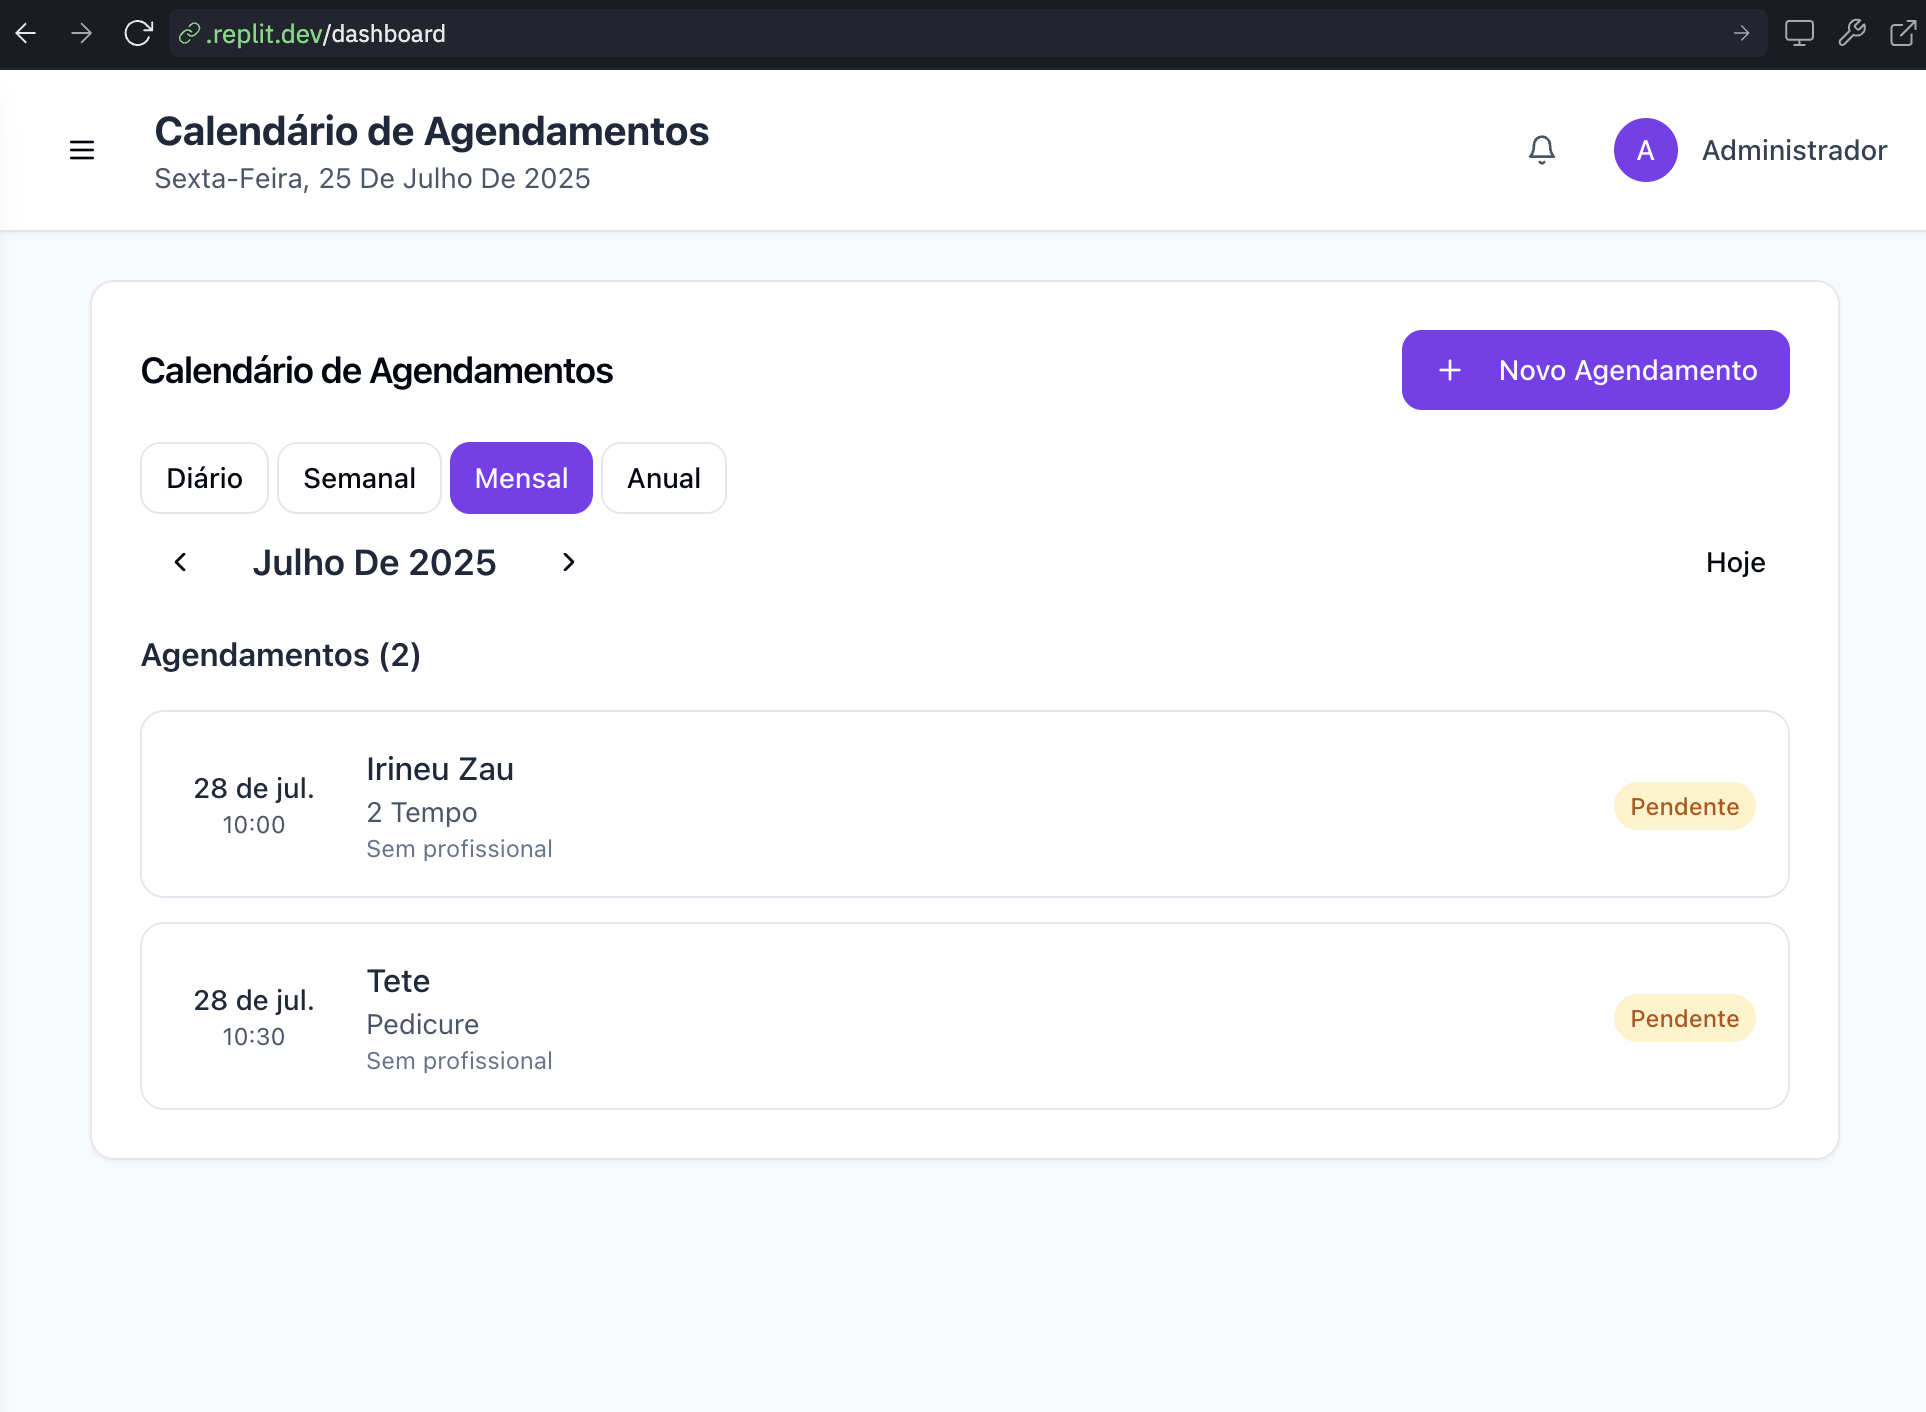 .replit.dev/dashboard
Calendário de Agendamentos
Sexta-Feira, 25 De Julho De 2025
A
Administrador
Calendário de Agendamentos
+ Novo Agendamento
Diário
Semanal
Mensal
Anual
Julho De 2025
Hoje
Agendamentos (2)
28 de jul.
10:00
Irineu Zau
2 Tempo
Sem profissional
Pendente
28 de jul.
10:30
Tete
Pedicure
Sem profissional
Pendente